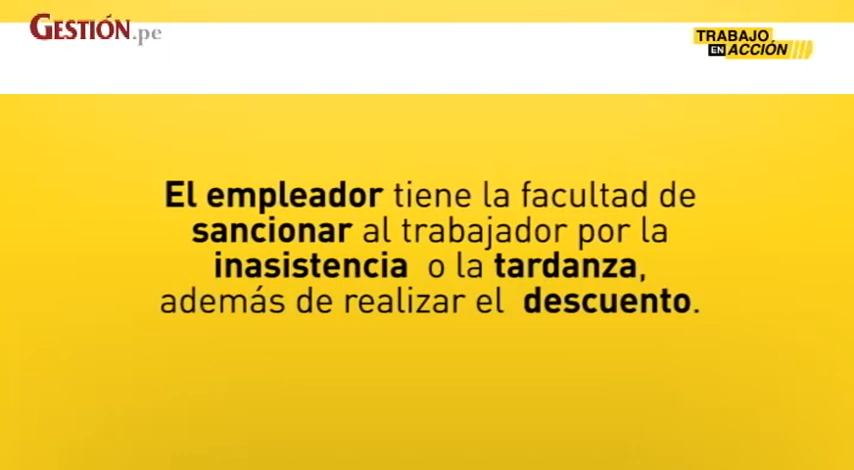 GESTIÓN.pe
TRABAJO
EN ACCIÓN
El empleador tiene la facultad de
sancionar al trabajador por la
inasistencia o la tardanza,
además de realizar el descuento.